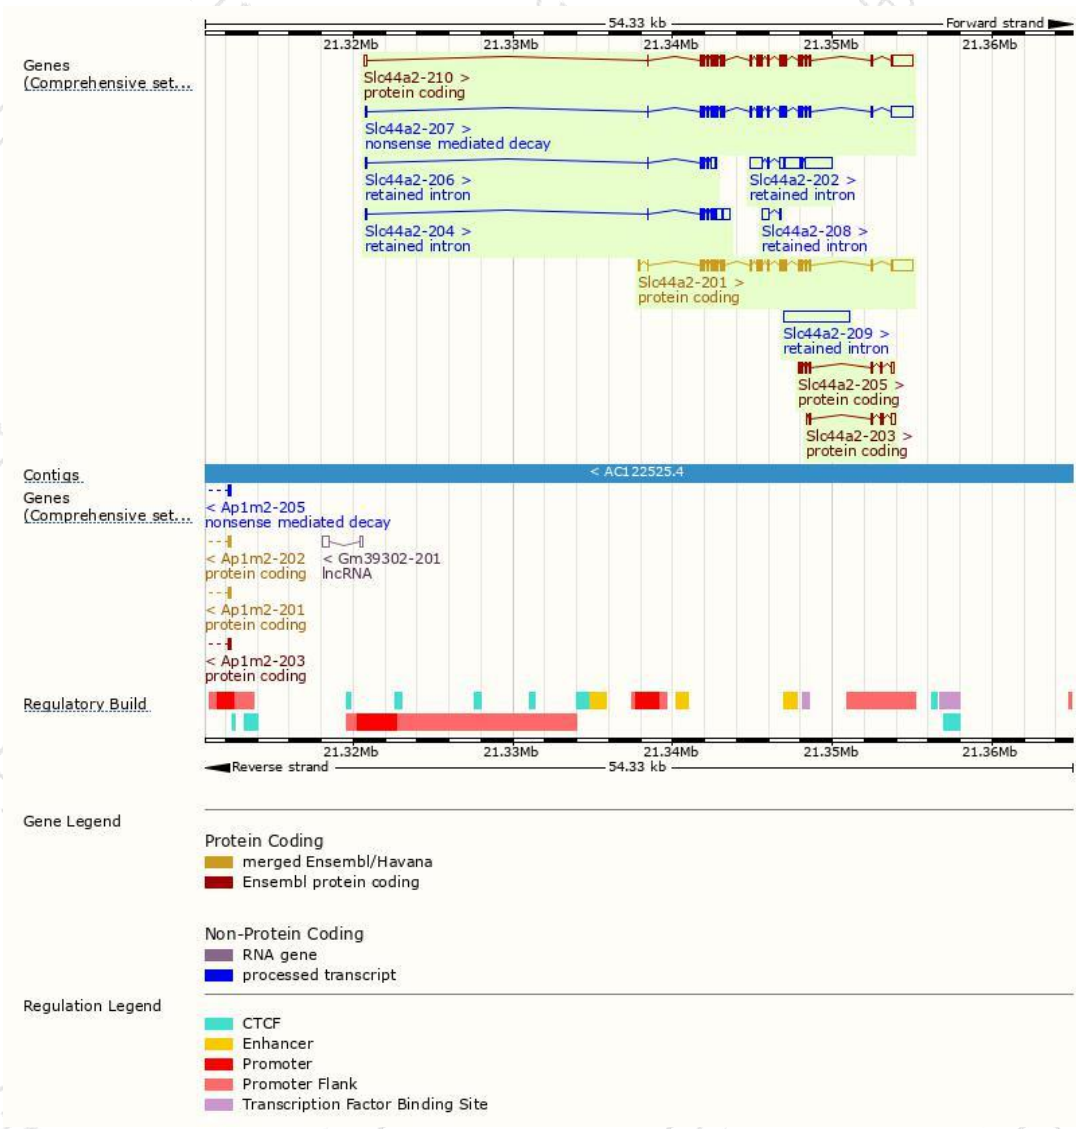 54.33 kb Forward strand
21.32Mb 21.33Mb 21.34Mb 21.35Mb 21.36Mb
Genes
(Comprehensive set...
Slc44a2-210 >
protein coding
Slc44a2-207 >
nonsense mediated decay
Slc44a2-206 > Slc44a2-202 >
retained intron retained intron
Slc44a2-204 > Slc44a2-208 >
retained intron retained intron
Slc44a2-201 >
protein coding
Slc44a2-209 >
retained intron
Slc44a2-205 >
protein coding
Slc44a2-203 >
protein coding
Contigs < AC122525.4
Genes
(Comprehensive set...
< Ap1m2-205
nonsense mediated decay
< Ap1m2-202 < Gm39302-201
protein coding lncRNA
< Ap1m2-201
protein coding
< Ap1m2-203
protein coding
Regulatory Build
21.32Mb 21.33Mb 21.34Mb 21.35Mb 21.36Mb
Reverse strand 54.33 kb
Gene Legend
Protein Coding
merged Ensembl/Havana
Ensembl protein coding
Non-Protein Coding
RNA gene
processed transcript
Regulation Legend
CTCF
Enhancer
Promoter
Promoter Flank
Transcription Factor Binding Site